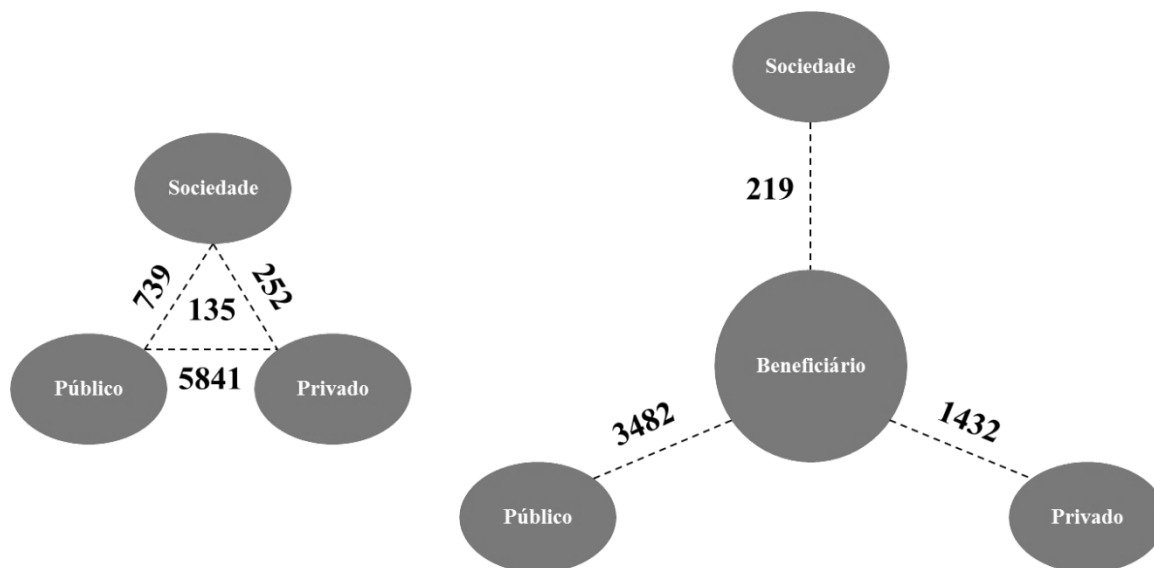 Sociedade
739
252
135
Público
5841
Privado
Sociedade
219
Beneficiário
3482
1432
Público
Privado